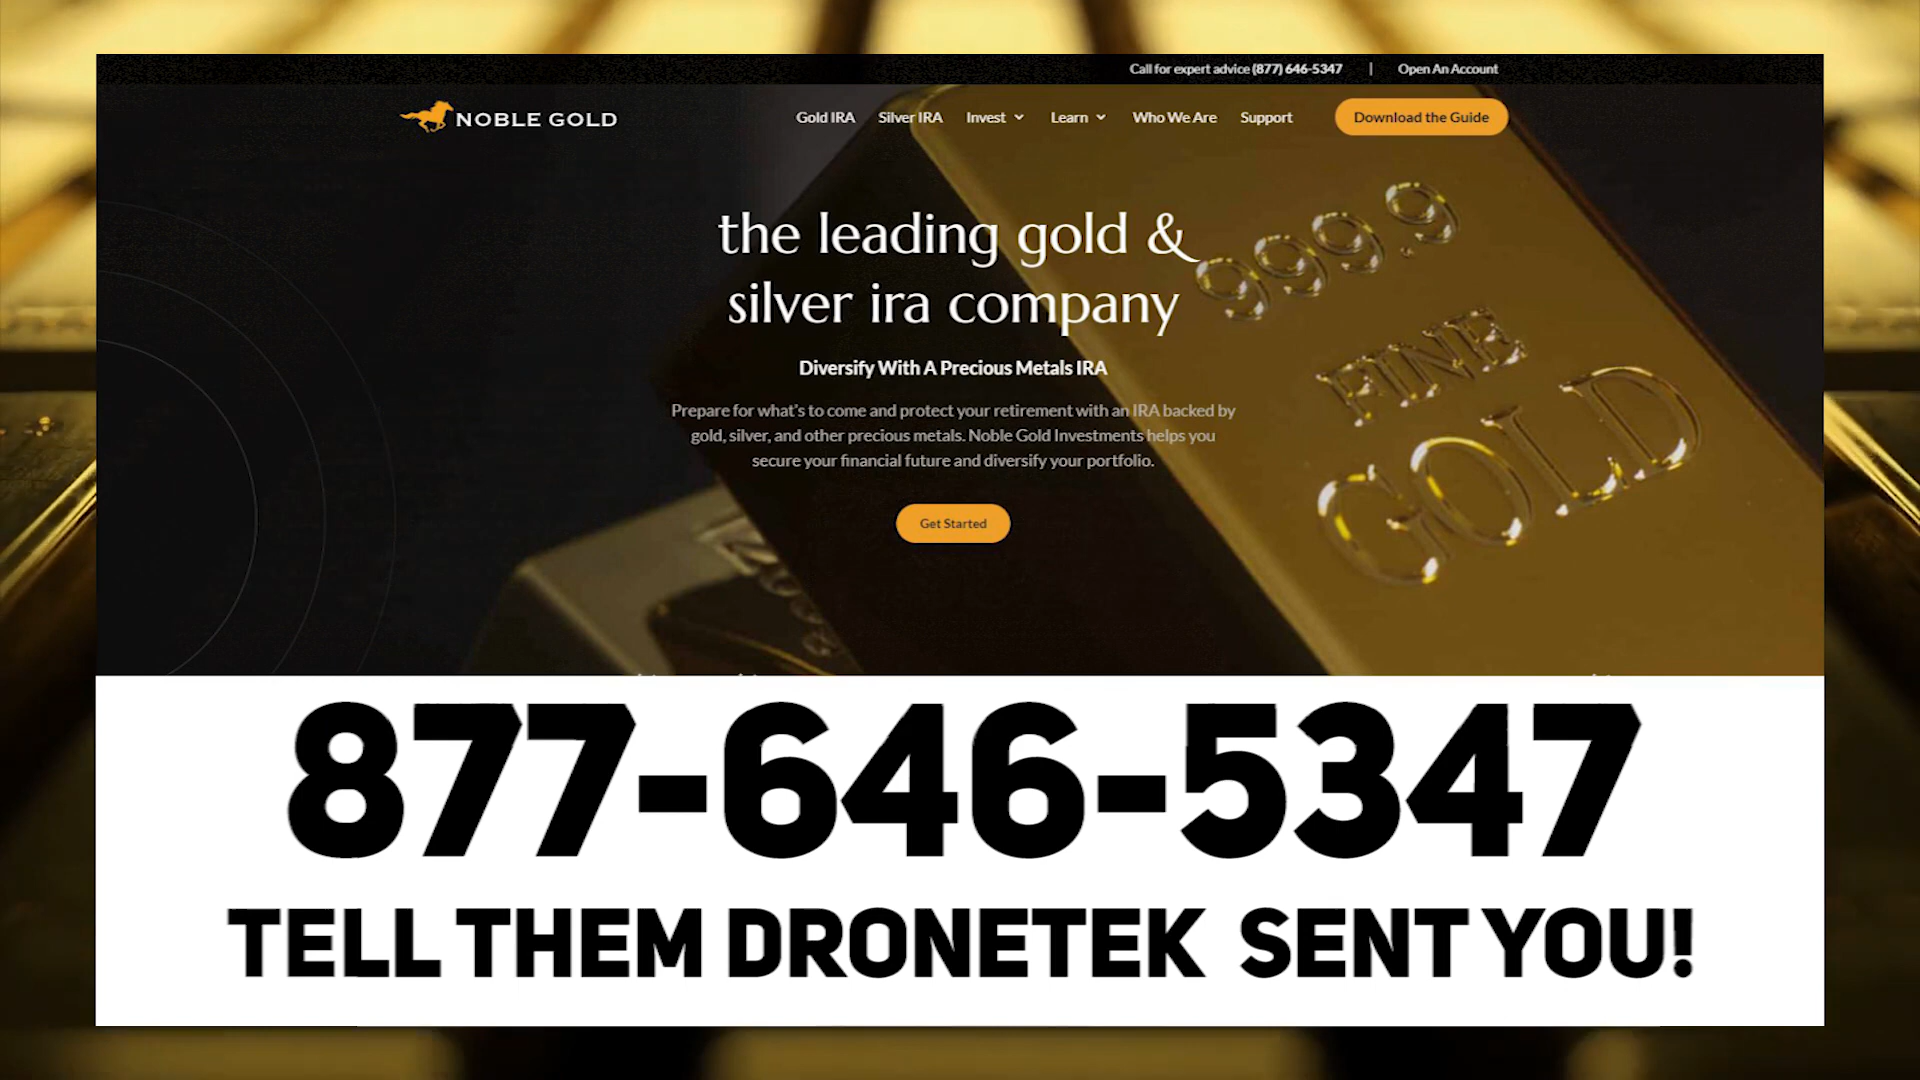 Call for expert advice (877) 646-5347 | Open An Account
NOBLE GOLD
Gold IRA Silver IRA Invest Learn Who We Are Support Download the Guide
the leading gold &
silver ira company
999.9
FINE
GOLD
Diversify With A Precious Metals IRA
Prepare for what's to come and protect your retirement with an IRA backed by
gold, silver, and other precious metals. Noble Gold Investments helps you
secure your financial future and diversify your portfolio.
Get Started
877-646-5347
TELL THEM DRONETEK SENT YOU!